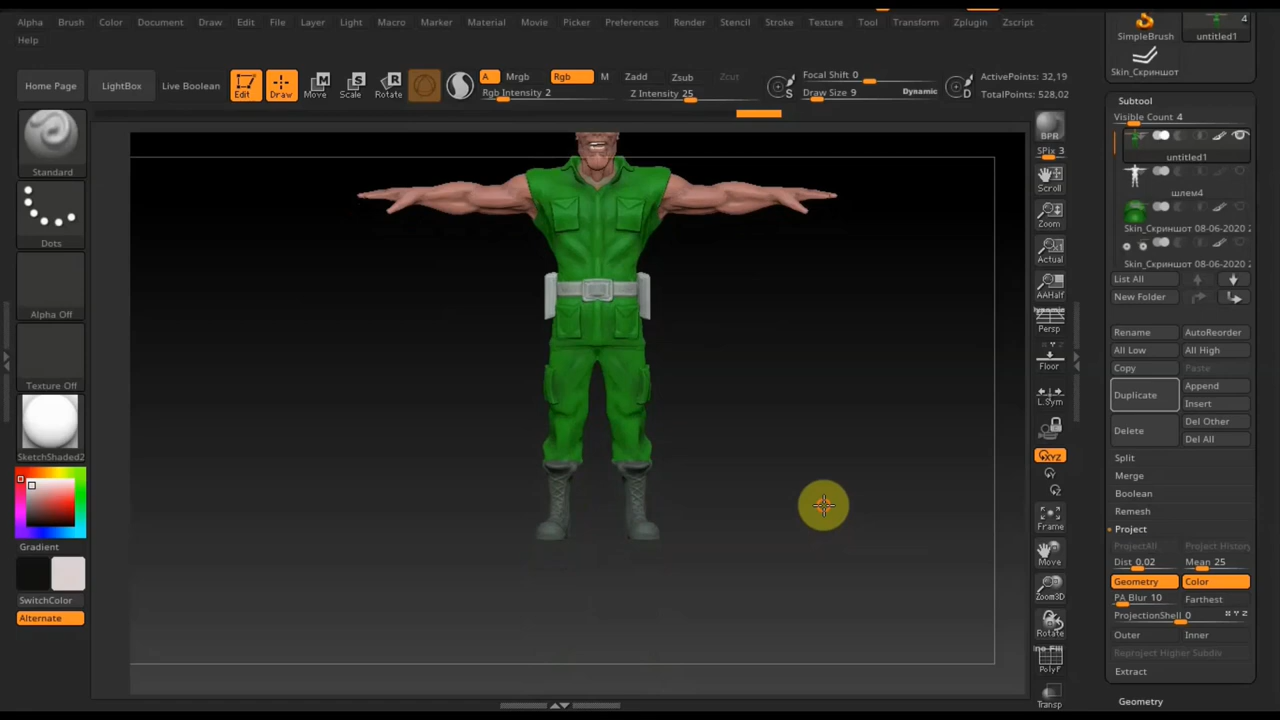 Alpha Brush Color Document Draw Edit File Layer Light Macro Marker Material Movie Picker Preferences Render Stencil Stroke Texture Tool Transform Zplugin Zscript
Help
SimpleBrush
4
untitled1
Skin_Скриншот
Home Page
LightBox
Live Boolean
Edit
Draw
Move
Scale
Rotate
A Mrgb Rgb M
Rgb Intensity 2
Zadd Zsub Zcut
Z Intensity 25
S
Focal Shift 0
Draw Size 9 Dynamic
D
ActivePoints: 32,19
TotalPoints: 528,02
Standard
Dots
Alpha Off
Texture Off
SketchShaded2
Gradient
SwitchColor
Alternate
BPR
SPix 3
Scroll
Zoom
Actual
AAHalf
Dynamic
Persp
Floor
L.Sym
XYZ
Y
Z
Frame
Move
Zoom3D
Rotate
PolyF
Transp
Subtool
Visible Count 4
untitled1
шлем4
Skin_Скриншот 08-06-2020 2
Skin_Скриншот 08-06-2020 2
List All
New Folder
Rename AutoReorder
All Low All High
Copy Paste
Duplicate Append
Insert
Delete Del Other
Del All
Split
Merge
Boolean
Remesh
Project
ProjectAll Project History
Dist 0.02 Mean 25
Geometry Color
PA Blur 10 Farthest
ProjectionShell 0 X Y Z
Outer Inner
Reproject Higher Subdiv
Extract
Geometry